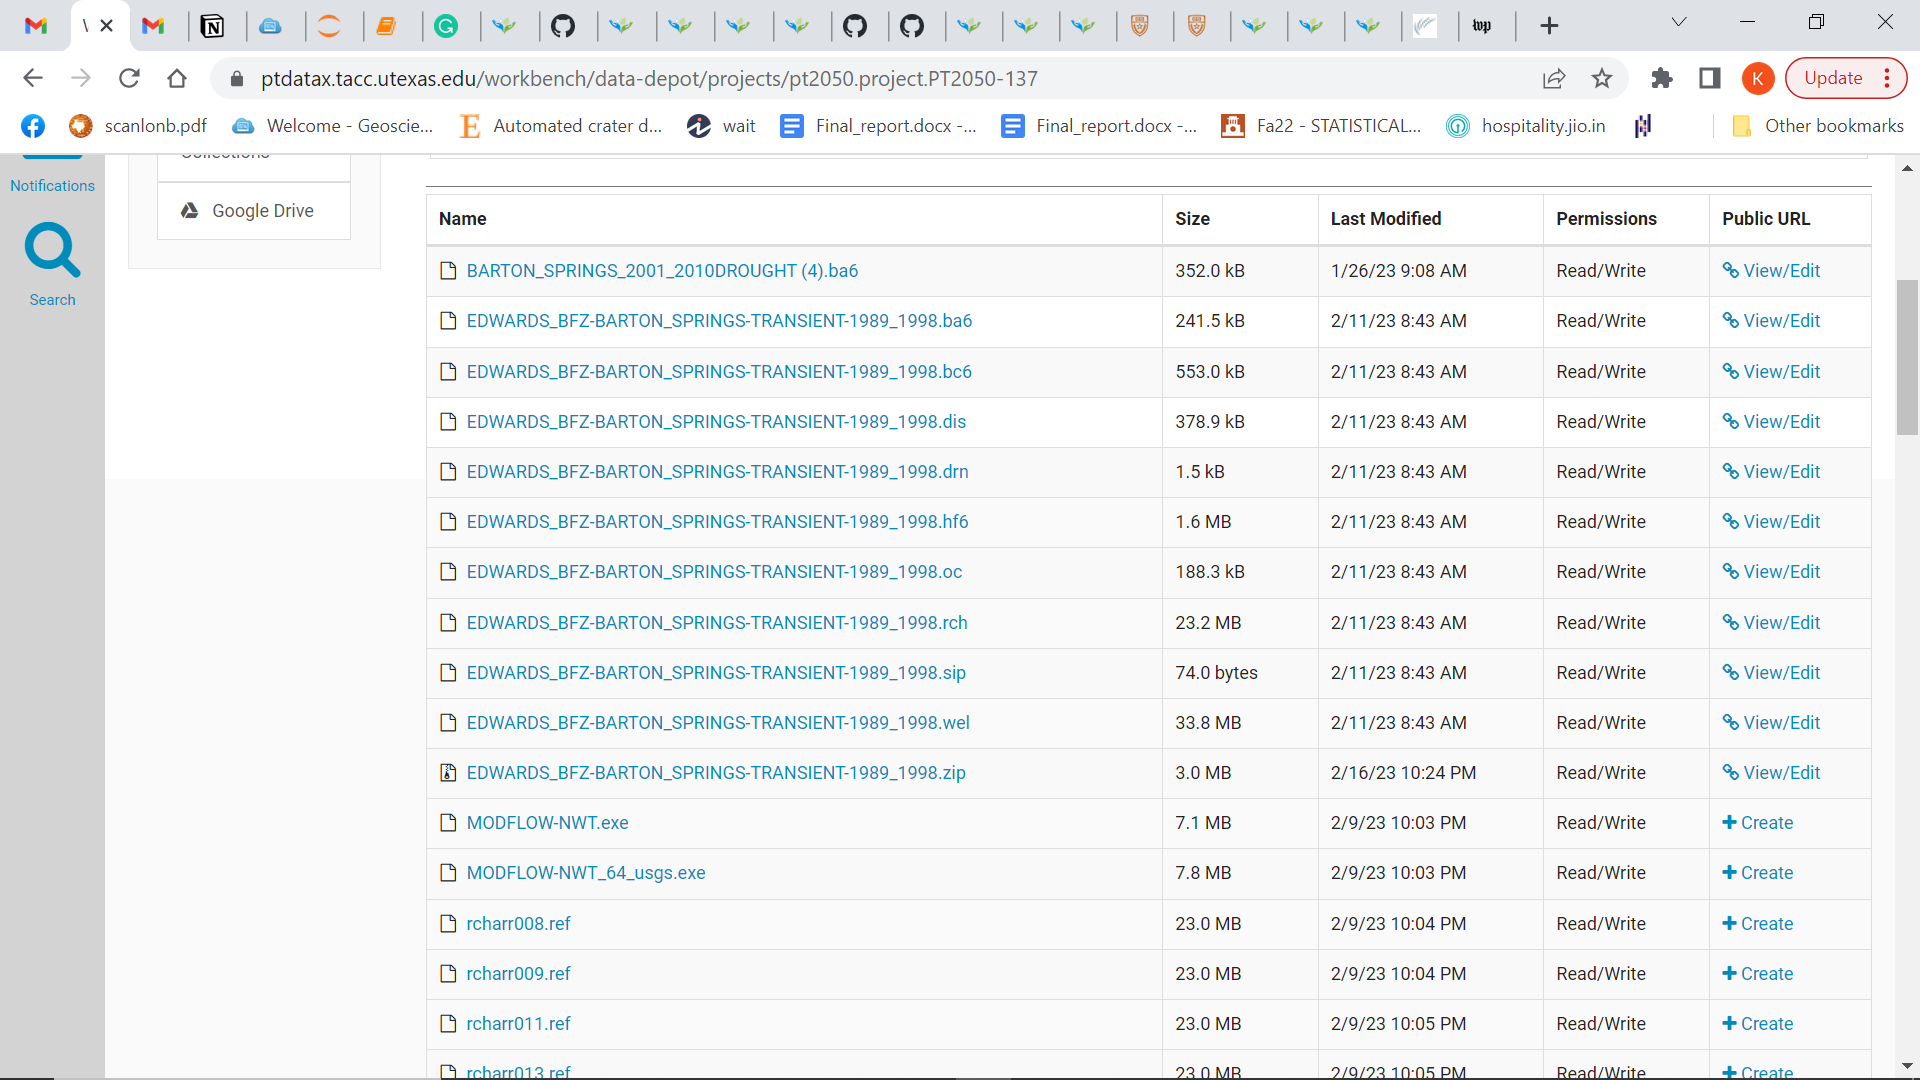 ptdatax.tacc.utexas.edu/workbench/data-depot/projects/pt2050.project.PT2050-137
K
Update
scanlonb.pdf
Welcome - Geoscie...
Automated crater d...
wait
Final_report.docx -...
Final_report.docx -...
Fa22 - STATISTICAL...
hospitality.jio.in
Other bookmarks
Notifications
Search
Collections
Google Drive
Name Size Last Modified Permissions Public URL
BARTON_SPRINGS_2001_2010DROUGHT (4).ba6 352.0 kB 1/26/23 9:08 AM Read/Write View/Edit
EDWARDS_BFZ-BARTON_SPRINGS-TRANSIENT-1989_1998.ba6 241.5 kB 2/11/23 8:43 AM Read/Write View/Edit
EDWARDS_BFZ-BARTON_SPRINGS-TRANSIENT-1989_1998.bc6 553.0 kB 2/11/23 8:43 AM Read/Write View/Edit
EDWARDS_BFZ-BARTON_SPRINGS-TRANSIENT-1989_1998.dis 378.9 kB 2/11/23 8:43 AM Read/Write View/Edit
EDWARDS_BFZ-BARTON_SPRINGS-TRANSIENT-1989_1998.drn 1.5 kB 2/11/23 8:43 AM Read/Write View/Edit
EDWARDS_BFZ-BARTON_SPRINGS-TRANSIENT-1989_1998.hf6 1.6 MB 2/11/23 8:43 AM Read/Write View/Edit
EDWARDS_BFZ-BARTON_SPRINGS-TRANSIENT-1989_1998.oc 188.3 kB 2/11/23 8:43 AM Read/Write View/Edit
EDWARDS_BFZ-BARTON_SPRINGS-TRANSIENT-1989_1998.rch 23.2 MB 2/11/23 8:43 AM Read/Write View/Edit
EDWARDS_BFZ-BARTON_SPRINGS-TRANSIENT-1989_1998.sip 74.0 bytes 2/11/23 8:43 AM Read/Write View/Edit
EDWARDS_BFZ-BARTON_SPRINGS-TRANSIENT-1989_1998.wel 33.8 MB 2/11/23 8:43 AM Read/Write View/Edit
EDWARDS_BFZ-BARTON_SPRINGS-TRANSIENT-1989_1998.zip 3.0 MB 2/16/23 10:24 PM Read/Write View/Edit
MODFLOW-NWT.exe 7.1 MB 2/9/23 10:03 PM Read/Write Create
MODFLOW-NWT_64_usgs.exe 7.8 MB 2/9/23 10:03 PM Read/Write Create
rcharr008.ref 23.0 MB 2/9/23 10:04 PM Read/Write Create
rcharr009.ref 23.0 MB 2/9/23 10:04 PM Read/Write Create
rcharr011.ref 23.0 MB 2/9/23 10:05 PM Read/Write Create
rcharr013.ref 23.0 MB 2/9/23 10:05 PM Read/Write Create